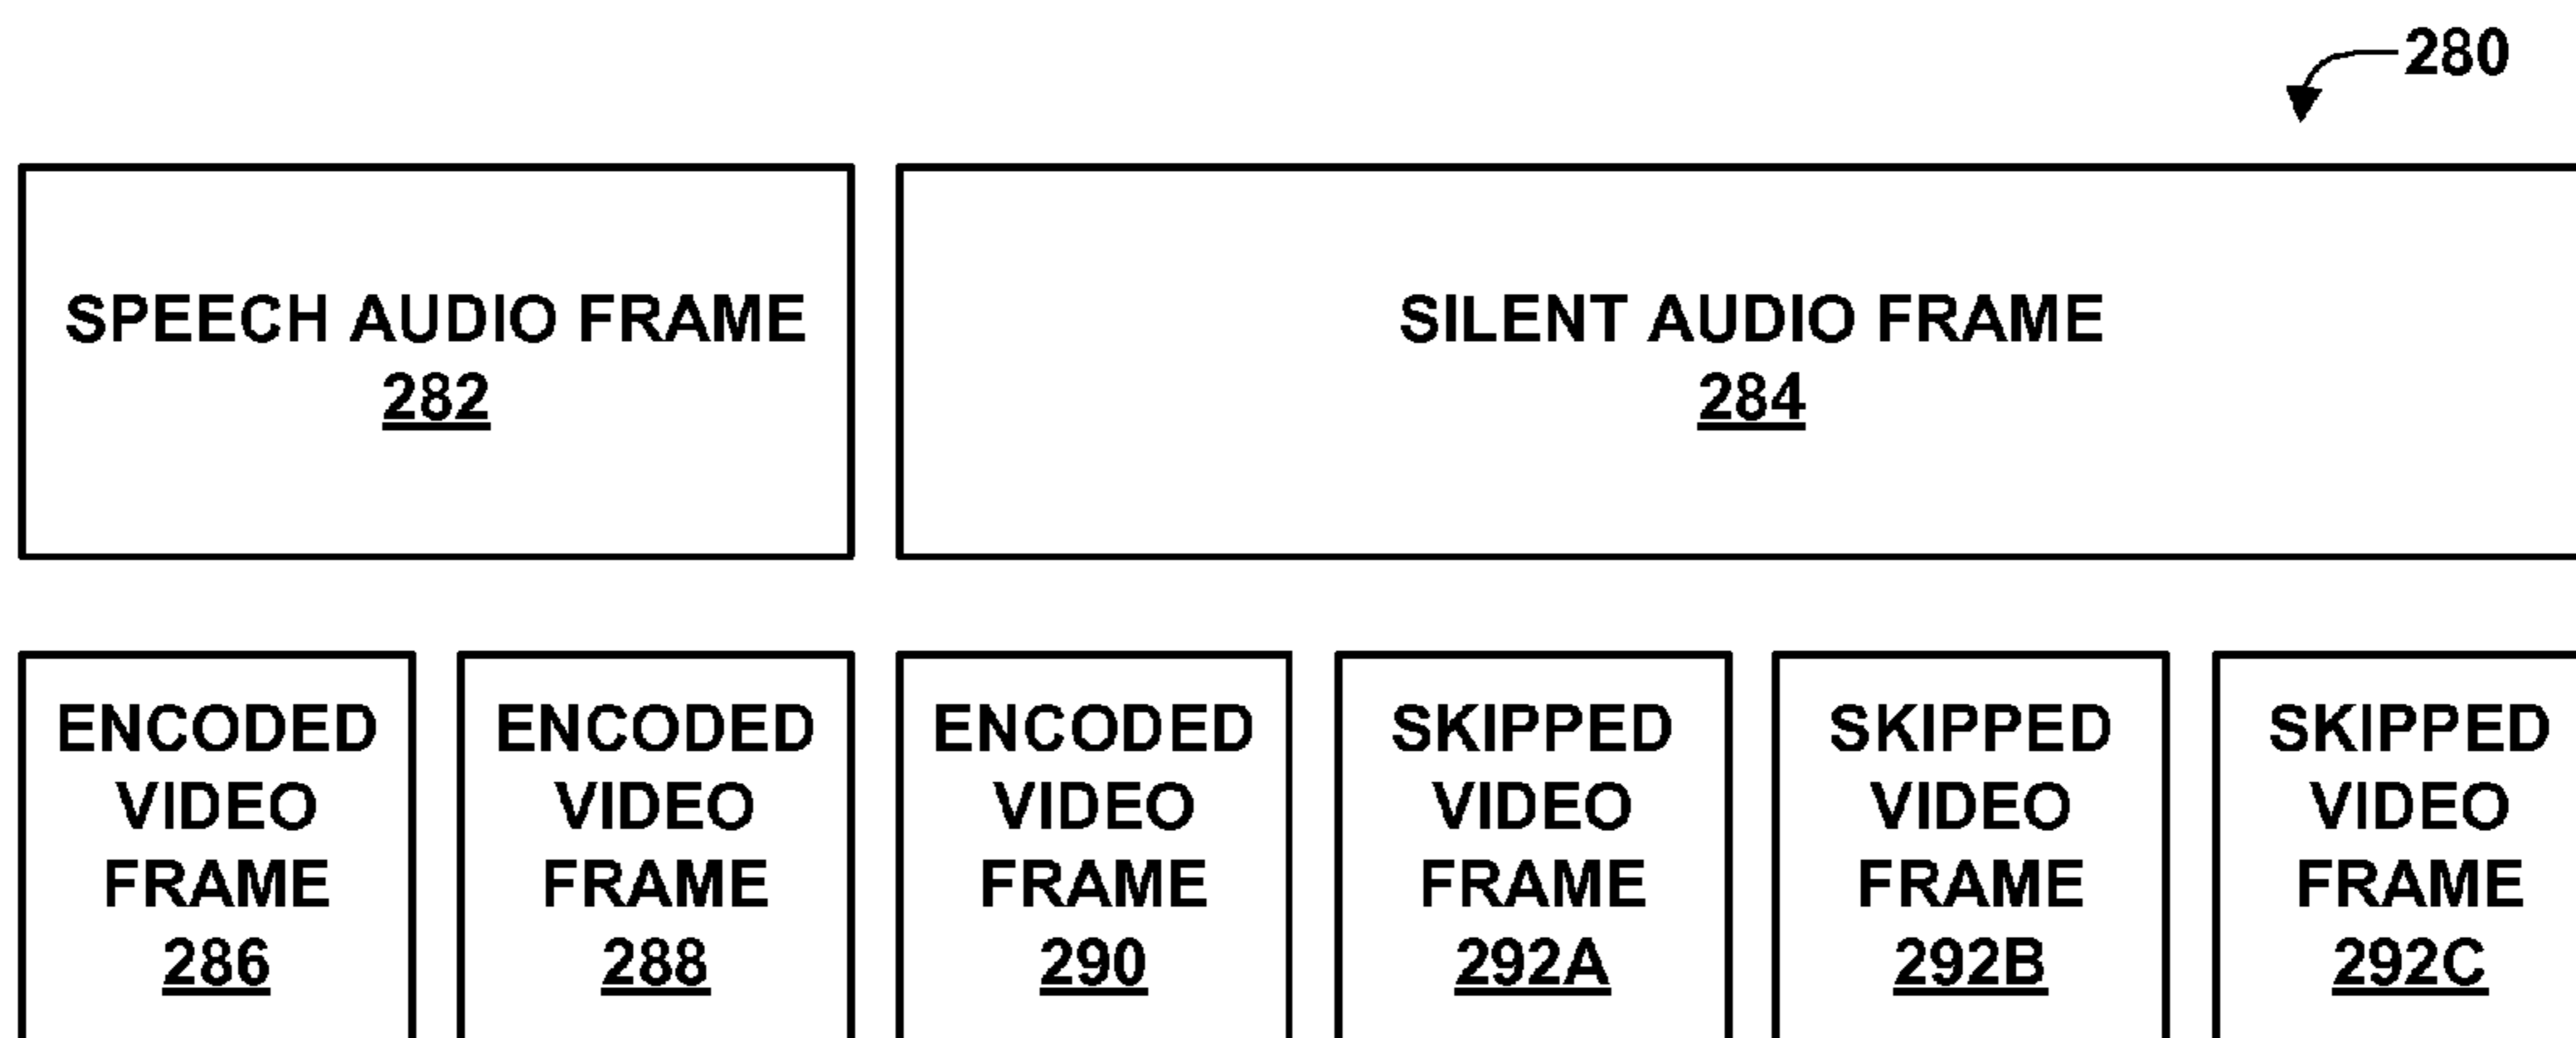 280
SPEECH AUDIO FRAME
282
SILENT AUDIO FRAME
284
ENCODED
VIDEO
FRAME
286
ENCODED
VIDEO
FRAME
288
ENCODED
VIDEO
FRAME
290
SKIPPED
VIDEO
FRAME
292A
SKIPPED
VIDEO
FRAME
292B
SKIPPED
VIDEO
FRAME
292C